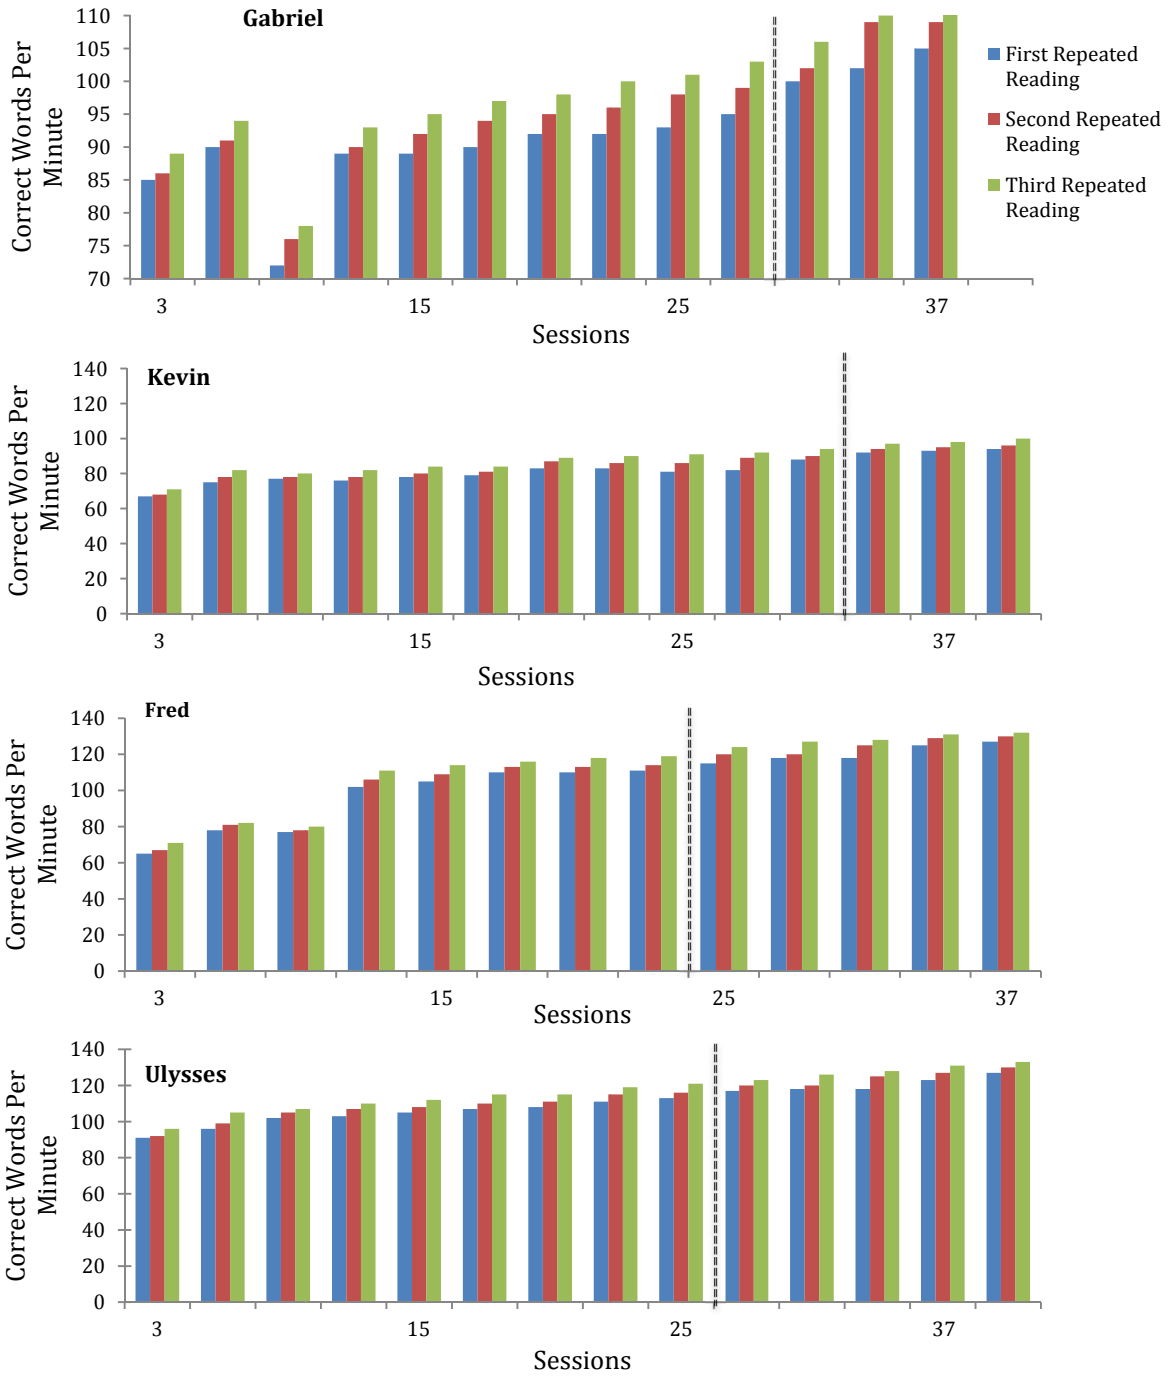 Gabriel
Correct Words Per
Minute
110
105
100
95
90
85
80
75
70
3 15 25 37
Sessions
First Repeated
Reading
Second Repeated
Reading
Third Repeated
Reading
Kevin
Correct Words Per
Minute
140
120
100
80
60
40
20
0
3 15 25 37
Sessions
Fred
Correct Words Per
Minute
140
120
100
80
60
40
20
0
3 15 25 37
Sessions
Ulysses
Correct Words Per
Minute
140
120
100
80
60
40
20
0
3 15 25 37
Sessions